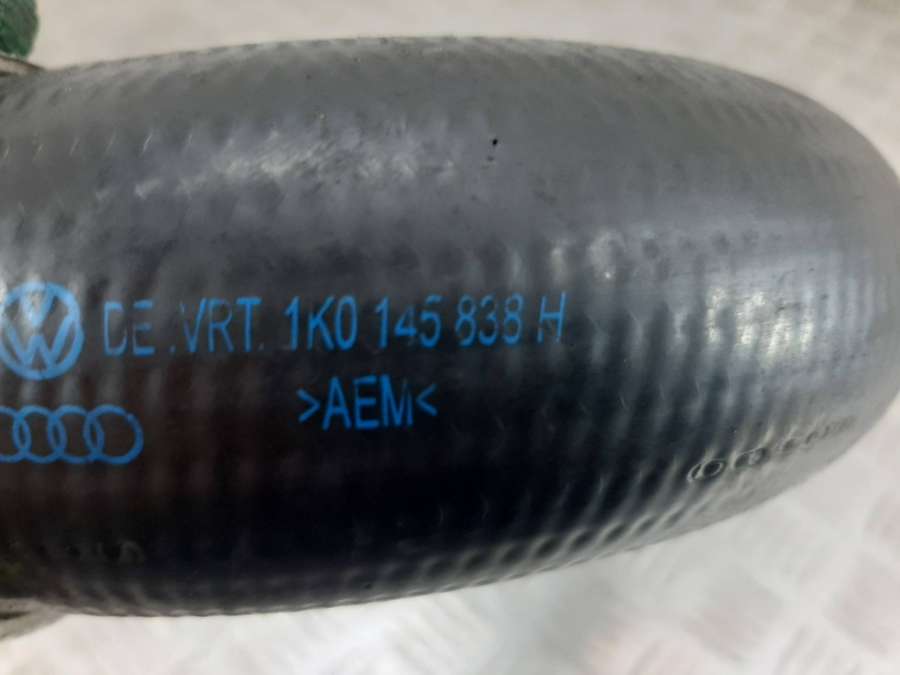 DE .VRT. 1K0 145 838 H
>AEM<